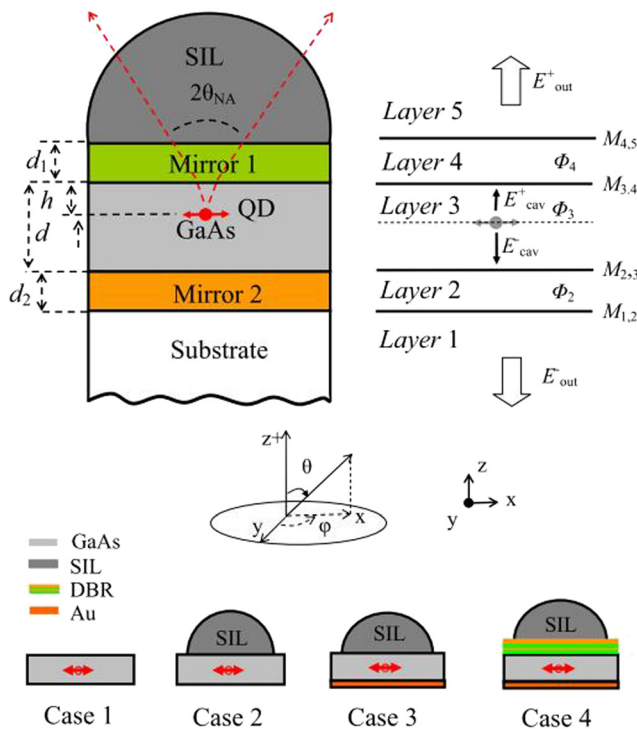 SIL
2θNA
d1
Mirror 1
h
QD
d
GaAs
d2
Mirror 2
Substrate
E+out
Layer 5
M4,5
Layer 4
Φ4
M3,4
Layer 3
E+cav
Φ3
E-cav
M2,3
Layer 2
Φ2
M1,2
Layer 1
E-out
z+
θ
y
φ
x
z
y
x
GaAs
SIL
DBR
Au
SIL
SIL
SIL
Case 1
Case 2
Case 3
Case 4